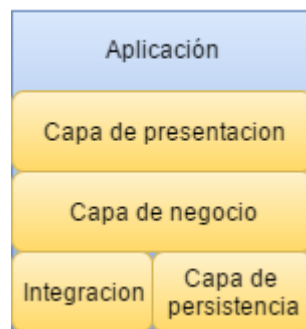 Aplicación
Capa de presentacion
Capa de negocio
Integracion
Capa de
persistencia